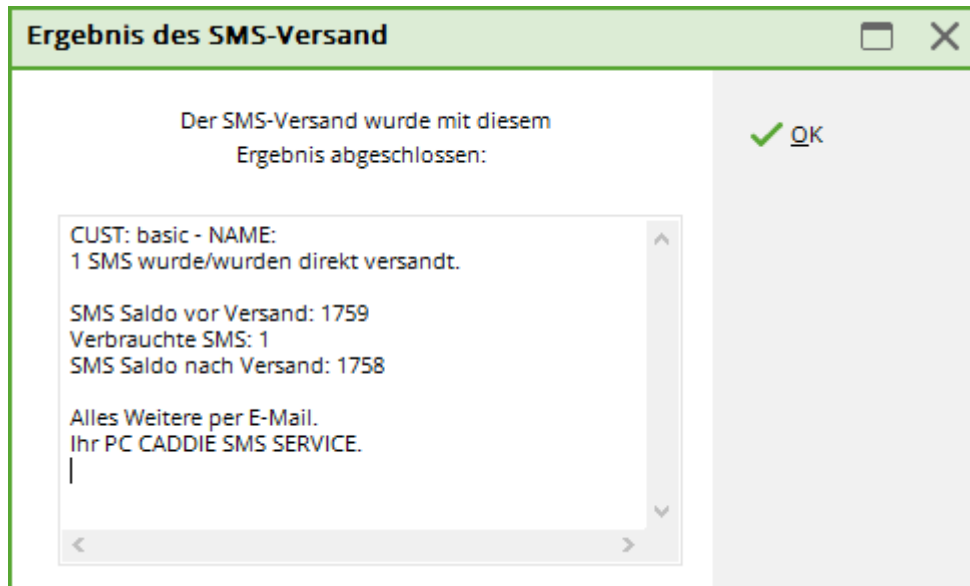 Ergebnis des SMS-Versand
Der SMS-Versand wurde mit diesem
Ergebnis abgeschlossen:
OK
CUST: basic - NAME:
1 SMS wurde/wurden direkt versandt.
SMS Saldo vor Versand: 1759
Verbrauchte SMS: 1
SMS Saldo nach Versand: 1758
Alles Weitere per E-Mail.
Ihr PC CADDIE SMS SERVICE.